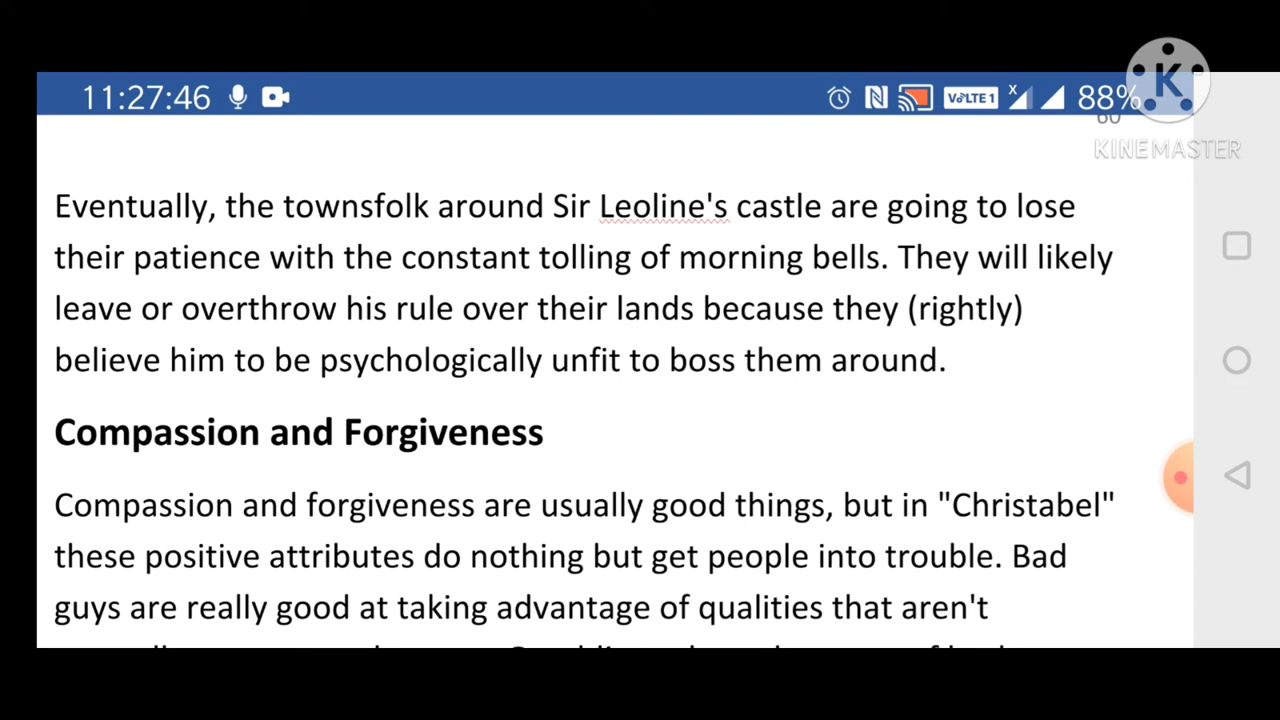 11:27:46 VoLTE 1 X 88%
K
60
KINEMASTER
Eventually, the townsfolk around Sir Leoline's castle are going to lose
their patience with the constant tolling of morning bells. They will likely
leave or overthrow his rule over their lands because they (rightly)
believe him to be psychologically unfit to boss them around.
Compassion and Forgiveness
Compassion and forgiveness are usually good things, but in "Christabel"
these positive attributes do nothing but get people into trouble. Bad
guys are really good at taking advantage of qualities that aren't